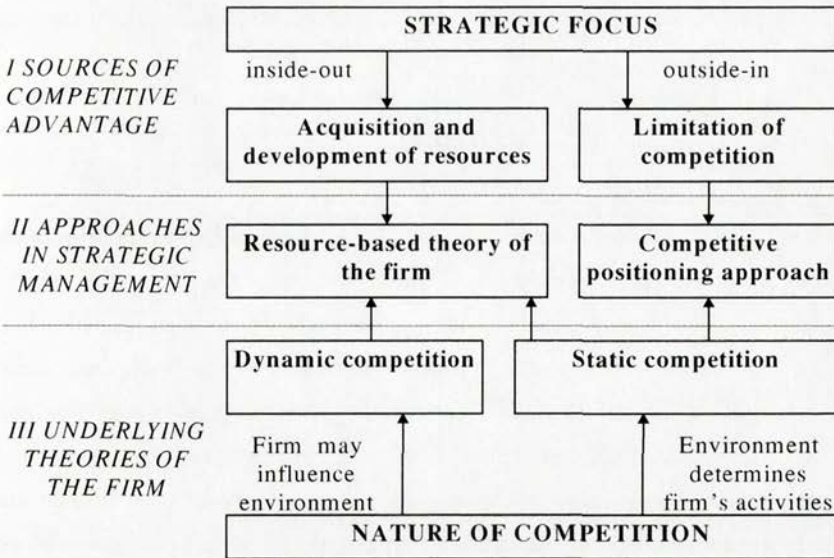 STRATEGIC FOCUS
I SOURCES OF
COMPETITIVE
ADVANTAGE
inside-out
outside-in
Acquisition and
development of resources
Limitation of
competition
II APPROACHES
IN STRATEGIC
MANAGEMENT
Resource-based theory of
the firm
Competitive
positioning approach
Dynamic competition
Static competition
III UNDERLYING
THEORIES OF
THE FIRM
Firm may
influence
environment
Environment
determines
firm's activities
NATURE OF COMPETITION